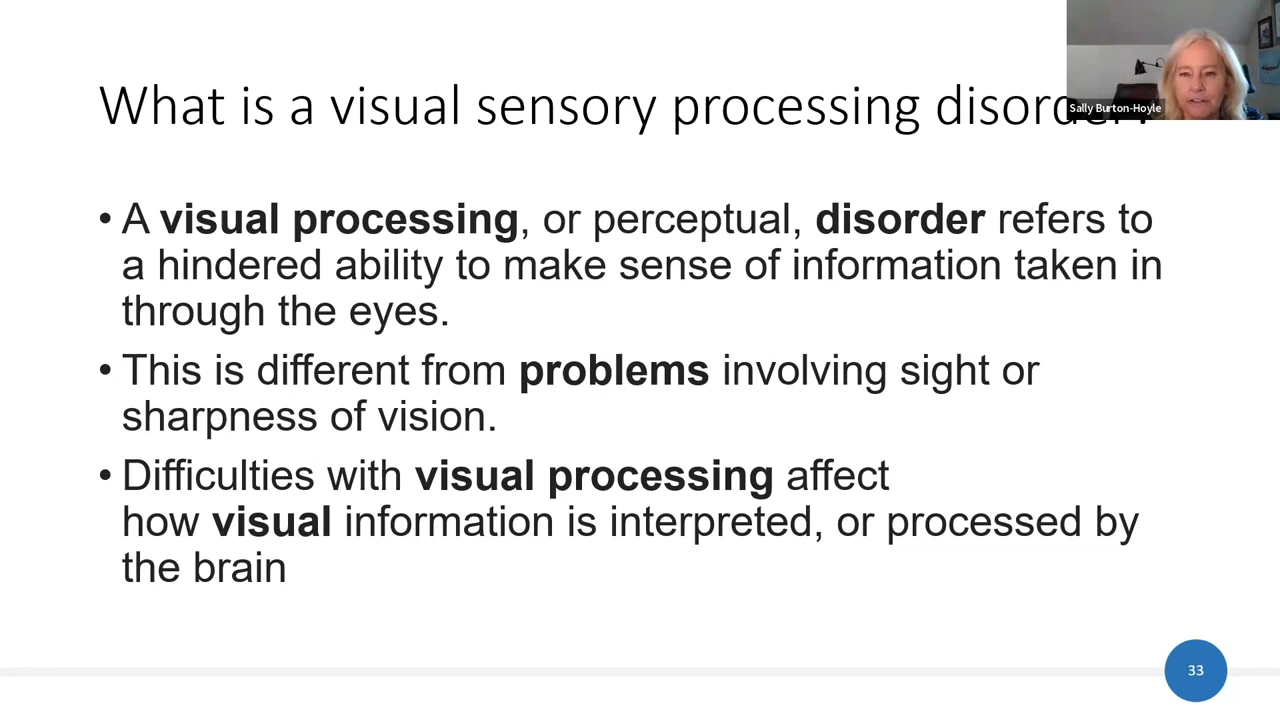 What is a visual sensory processing disorder?
Sally Burton-Hoyle
• A visual processing, or perceptual, disorder refers to
a hindered ability to make sense of information taken in
through the eyes.
• This is different from problems involving sight or
sharpness of vision.
• Difficulties with visual processing affect
how visual information is interpreted, or processed by
the brain
33